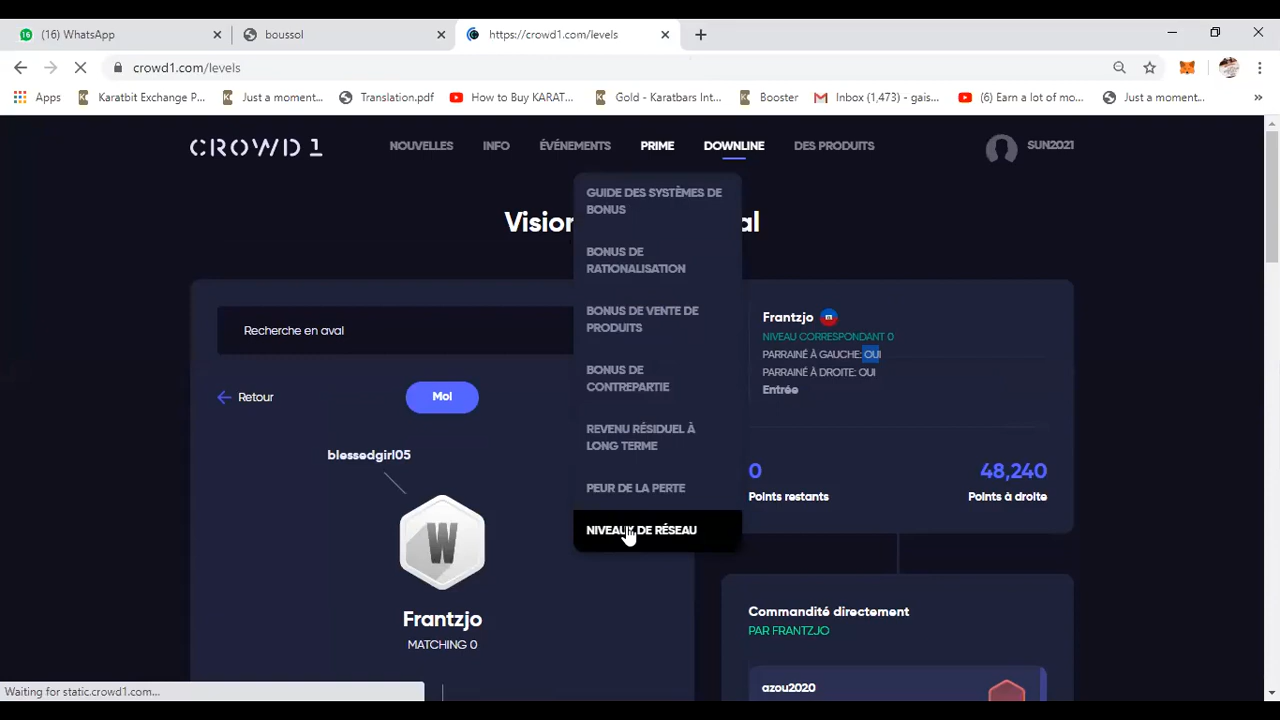 16 (16) WhatsApp
boussol
https://crowd1.com/levels
crowd1.com/levels
Apps
Karatbit Exchange P...
Just a moment...
Translation.pdf
How to Buy KARAT...
Gold - Karatbars Int...
Booster
Inbox (1,473) - gais...
(6) Earn a lot of mo...
Just a moment...
CROWD 1
NOUVELLES
INFO
ÉVÉNEMENTS
PRIME
DOWNLINE
DES PRODUITS
SUN2021
GUIDE DES SYSTÈMES DE
BONUS
BONUS DE
RATIONALISATION
BONUS DE VENTE DE
PRODUITS
BONUS DE
CONTREPARTIE
REVENU RÉSIDUEL À
LONG TERME
PEUR DE LA PERTE
NIVEAUX DE RÉSEAU
Recherche en aval
Retour
Moi
blessedgirl05
W
Frantzjo
MATCHING 0
Frantzjo
NIVEAU CORRESPONDANT 0
PARRAINÉ À GAUCHE: OUI
PARRAINÉ À DROITE: OUI
Entrée
0
Points restants
48,240
Points à droite
Commandité directement
PAR FRANTZJO
azou2020
Waiting for static.crowd1.com...